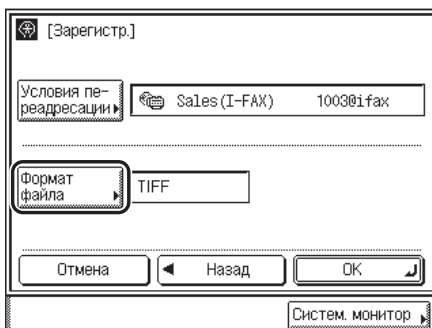 [Зарегистр.]
Условия пе-
реадресации
Sales(I-FAX) 1003@ifax
Формат
файла
TIFF
Отмена
Назад
OK
Систем. монитор